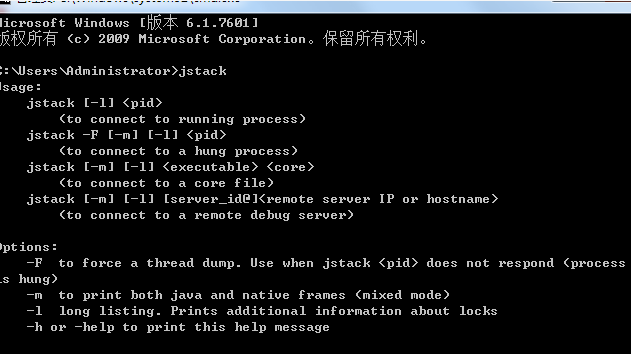 Microsoft Windows [版本 6.1.7601]
版权所有 (c) 2009 Microsoft Corporation。保留所有权利。
C:\Users\Administrator>jstack
Usage:
jstack [-l] <pid>
(to connect to running process)
jstack -F [-m] [-l] <pid>
(to connect to a hung process)
jstack [-m] [-l] <executable> <core>
(to connect to a core file)
jstack [-m] [-l] [server_id@]<remote server IP or hostname>
(to connect to a remote debug server)
Options:
-F to force a thread dump. Use when jstack <pid> does not respond (process
is hung)
-m to print both java and native frames (mixed mode)
-l long listing. Prints additional information about locks
-h or -help to print this help message